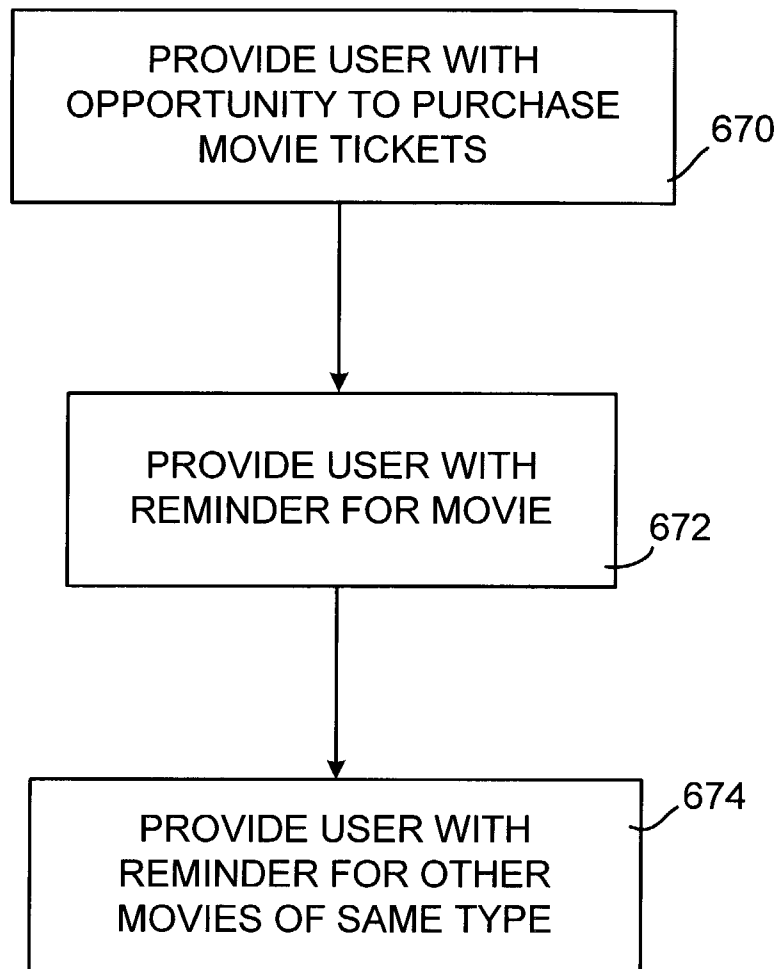 PROVIDE USER WITH
OPPORTUNITY TO PURCHASE
MOVIE TICKETS
670
PROVIDE USER WITH
REMINDER FOR MOVIE
672
674
PROVIDE USER WITH
REMINDER FOR OTHER
MOVIES OF SAME TYPE